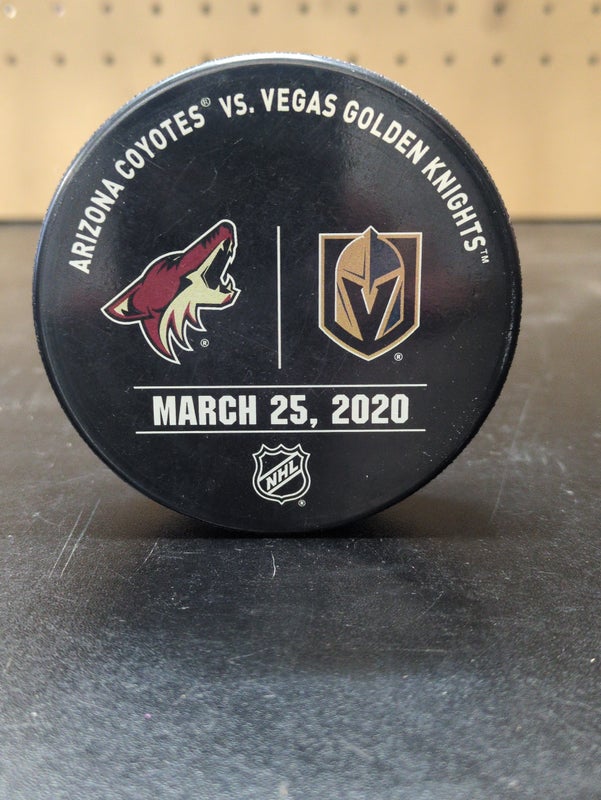 ARIZONA COYOTES® VS. VEGAS GOLDEN KNIGHTS™
®
®
MARCH 25, 2020
NHL
®